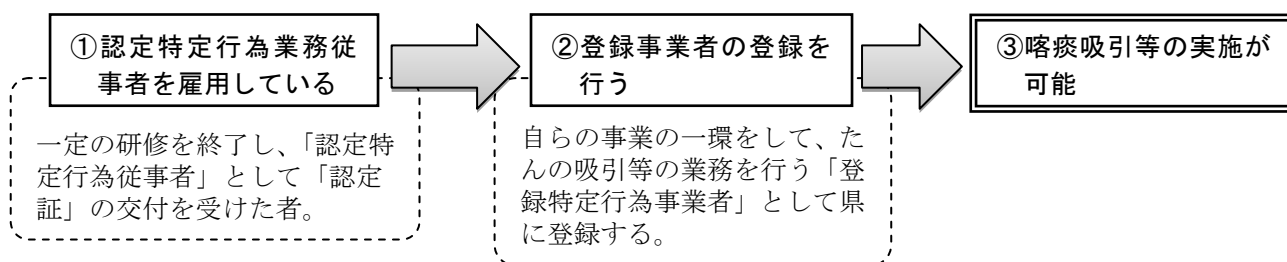 ①認定特定行為業務従
事者を雇用している
一定の研修を終了し、「認定特
定行為従事者」として「認定
証」の交付を受けた者。
②登録事業者の登録を
行う
自らの事業の一環をして、た
んの吸引等の業務を行う「登
録特定行為事業者」として県
に登録する。
③喀痰吸引等の実施が
可能